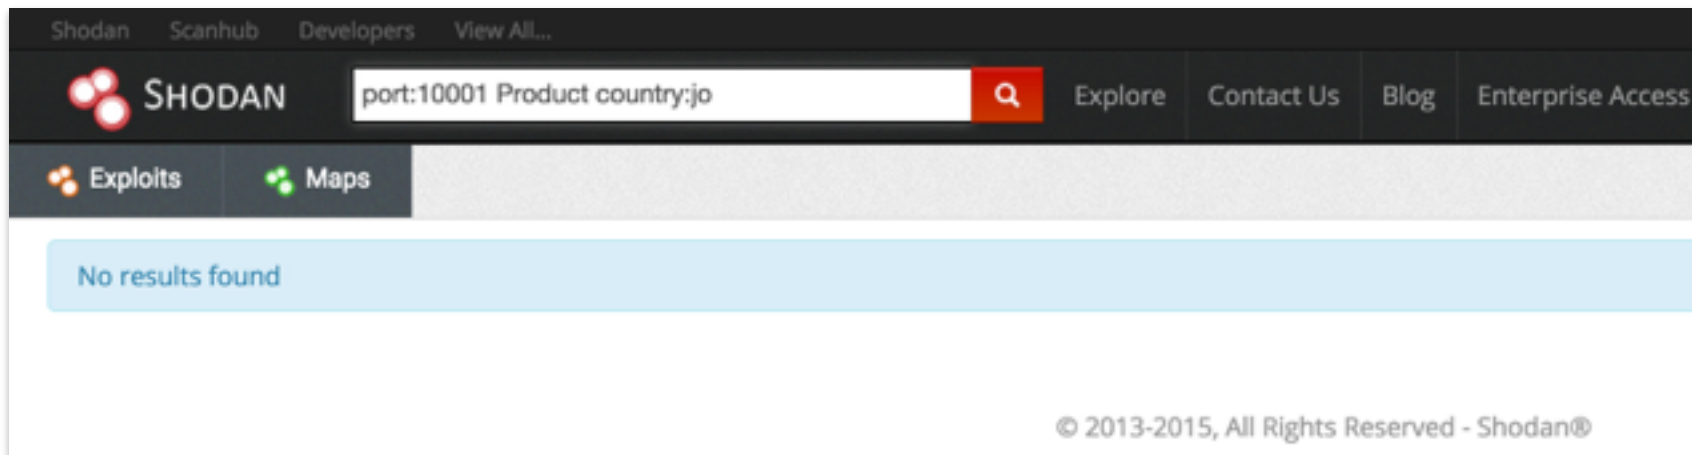 Shodan Scanhub Developers View All...
SHODAN port:10001 Product country:jo Explore Contact Us Blog Enterprise Access
Exploits Maps
No results found
© 2013-2015, All Rights Reserved - Shodan®